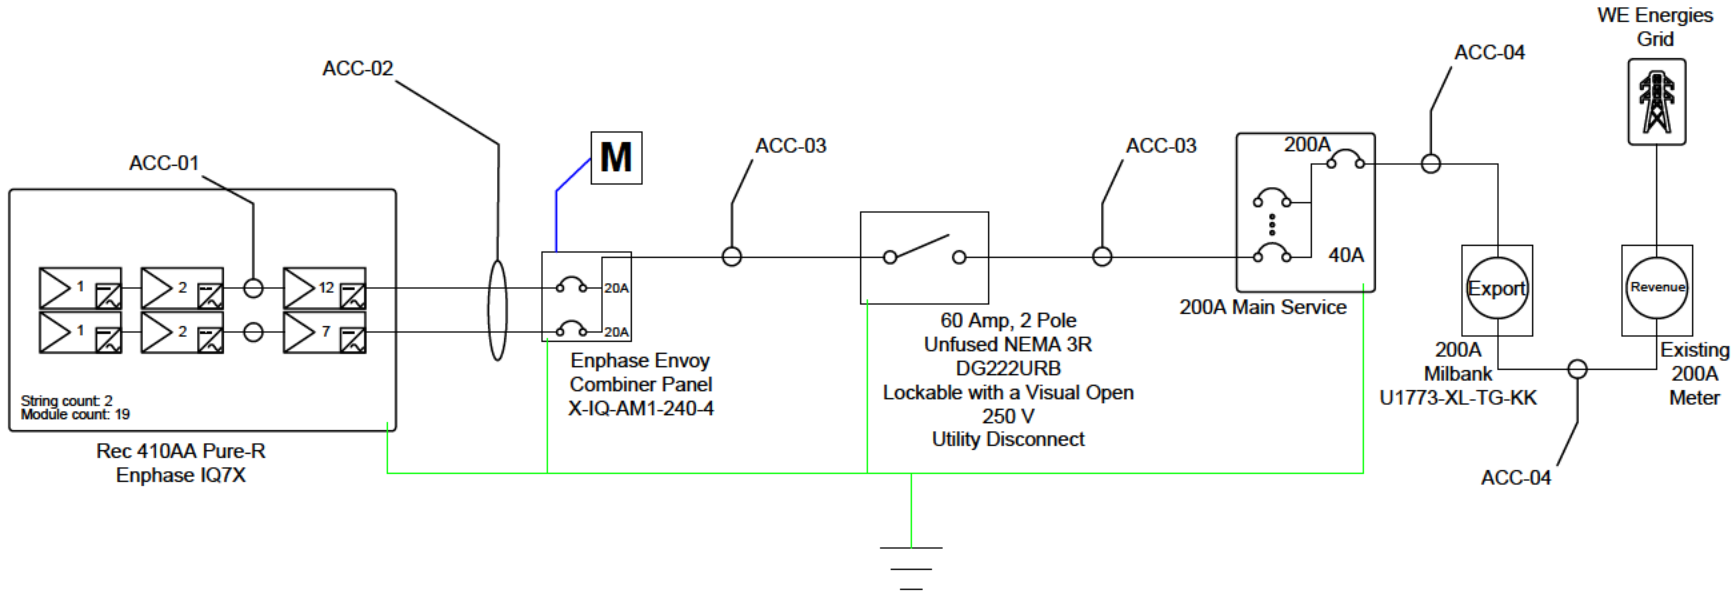 WE Energies
Grid
ACC-04
ACC-02
M
ACC-03
ACC-03
200A
ACC-01
40A
1
2
12
20A
Export
Revenue
1
2
7
20A
200A Main Service
60 Amp, 2 Pole
Unfused NEMA 3R
DG222URB
Lockable with a Visual Open
250 V
Utility Disconnect
Enphase Envoy
Combiner Panel
X-IQ-AM1-240-4
200A
Milbank
U1773-XL-TG-KK
Existing
200A
Meter
String count: 2
Module count: 19
Rec 410AA Pure-R
Enphase IQ7X
ACC-04